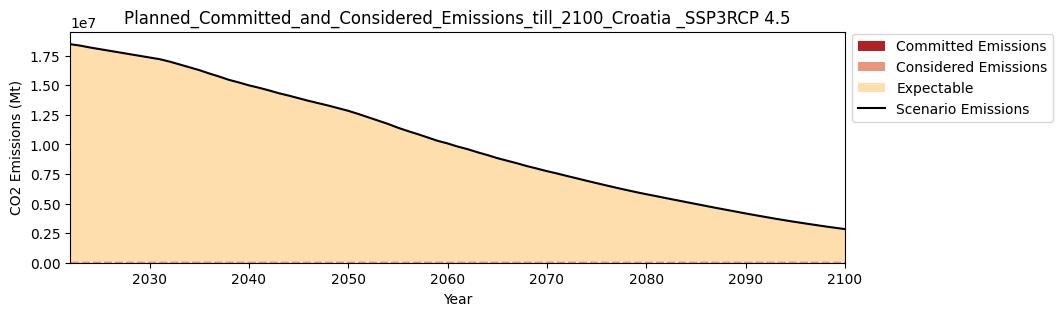 Planned_Committed_and_Considered_Emissions_till_2100_Croatia _SSP3RCP 4.5
1e7
1.75
1.50
1.25
1.00
0.75
0.50
0.25
0.00
CO2 Emissions (Mt)
2030 2040 2050 2060 2070 2080 2090 2100
Year
Committed Emissions
Considered Emissions
Expectable
Scenario Emissions